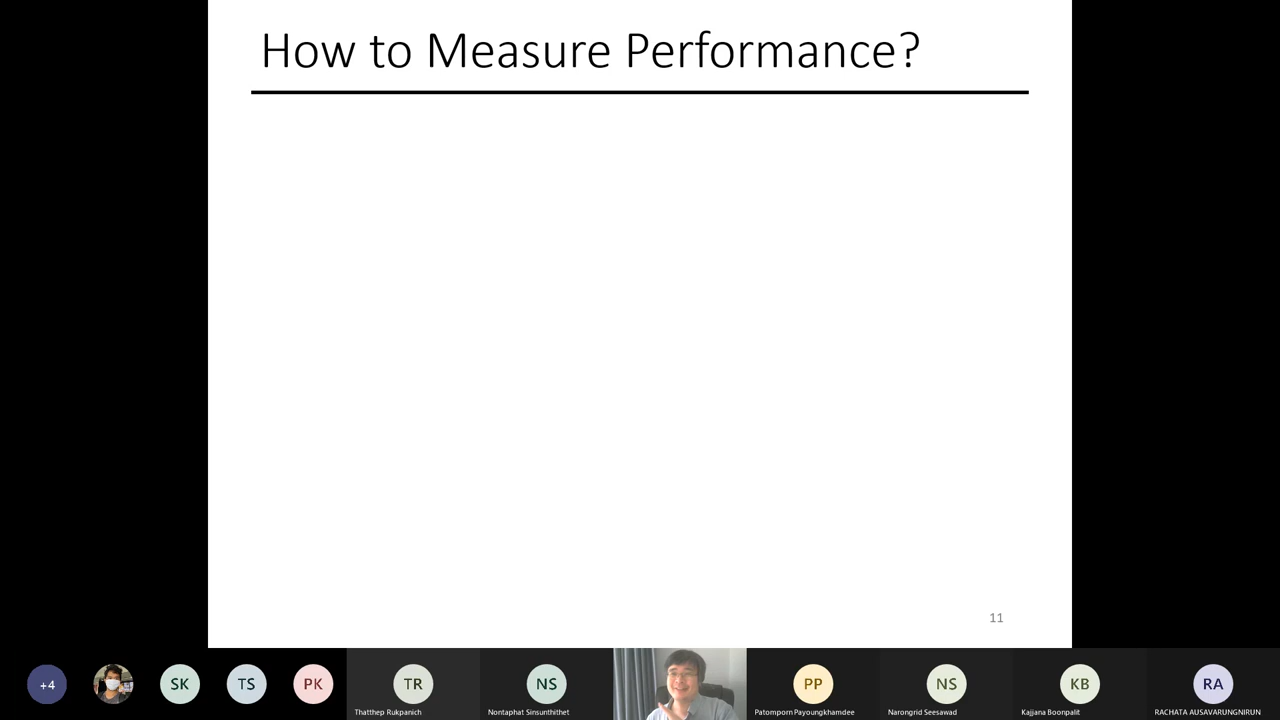 How to Measure Performance?
11
+4
SK
TS
PK
TR
NS
PP
NS
KB
RA
Thatthep Rukpanich
Nontaphat Sinsunthithet
Patomporn Payoungkhamdee
Narongrid Seesawad
Kajjana Boonpalit
RACHATA AUSAVARUNGNIRUN